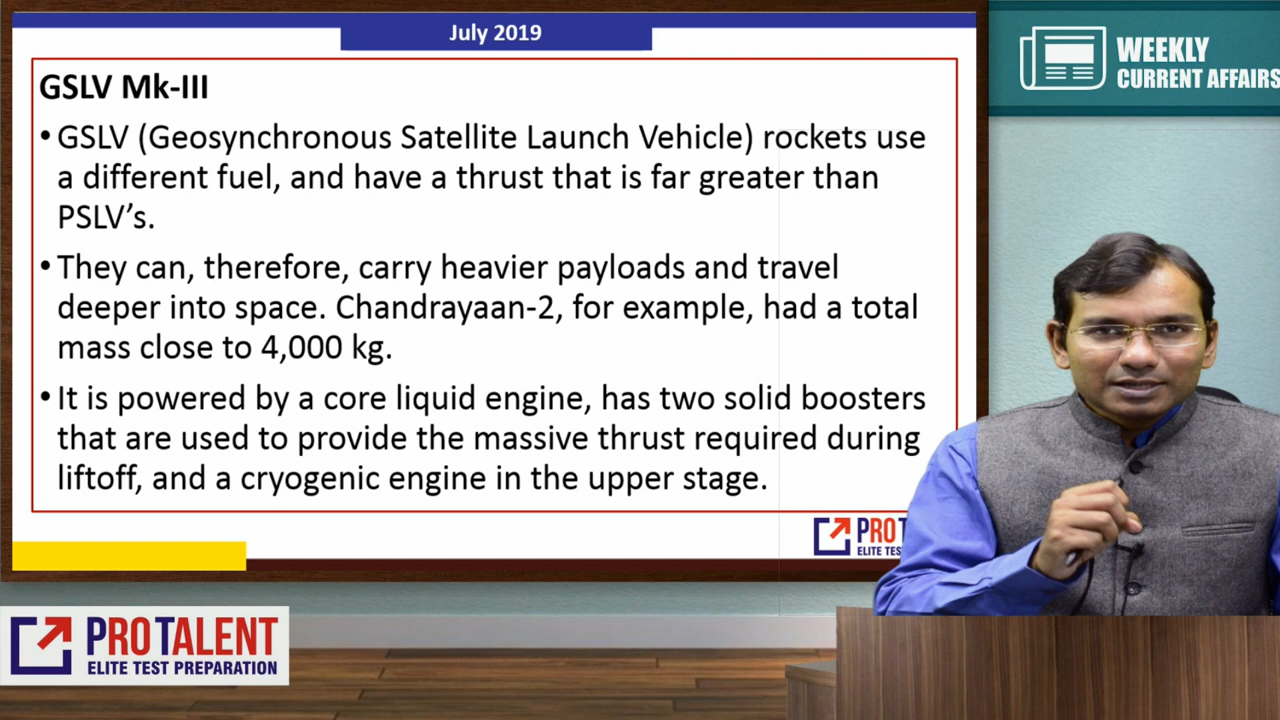 July 2019
WEEKLY
CURRENT AFFAIRS
GSLV Mk-III
• GSLV (Geosynchronous Satellite Launch Vehicle) rockets use
a different fuel, and have a thrust that is far greater than
PSLV’s.
• They can, therefore, carry heavier payloads and travel
deeper into space. Chandrayaan-2, for example, had a total
mass close to 4,000 kg.
• It is powered by a core liquid engine, has two solid boosters
that are used to provide the massive thrust required during
liftoff, and a cryogenic engine in the upper stage.
PROT
ELITE TES
PROTALENT
ELITE TEST PREPARATION